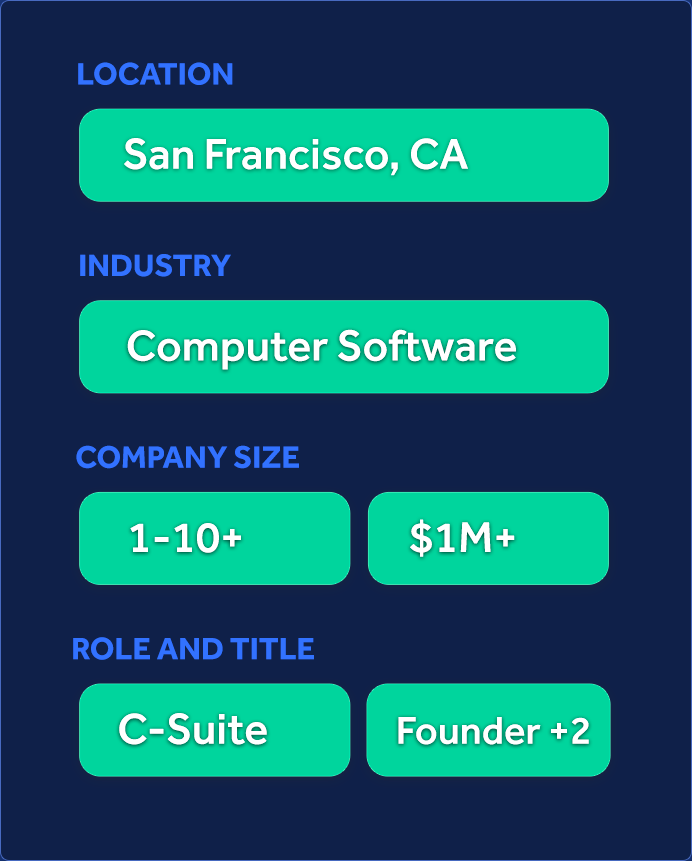 LOCATION
San Francisco, CA
INDUSTRY
Computer Software
COMPANY SIZE
1-10+ $1M+
ROLE AND TITLE
C-Suite Founder +2